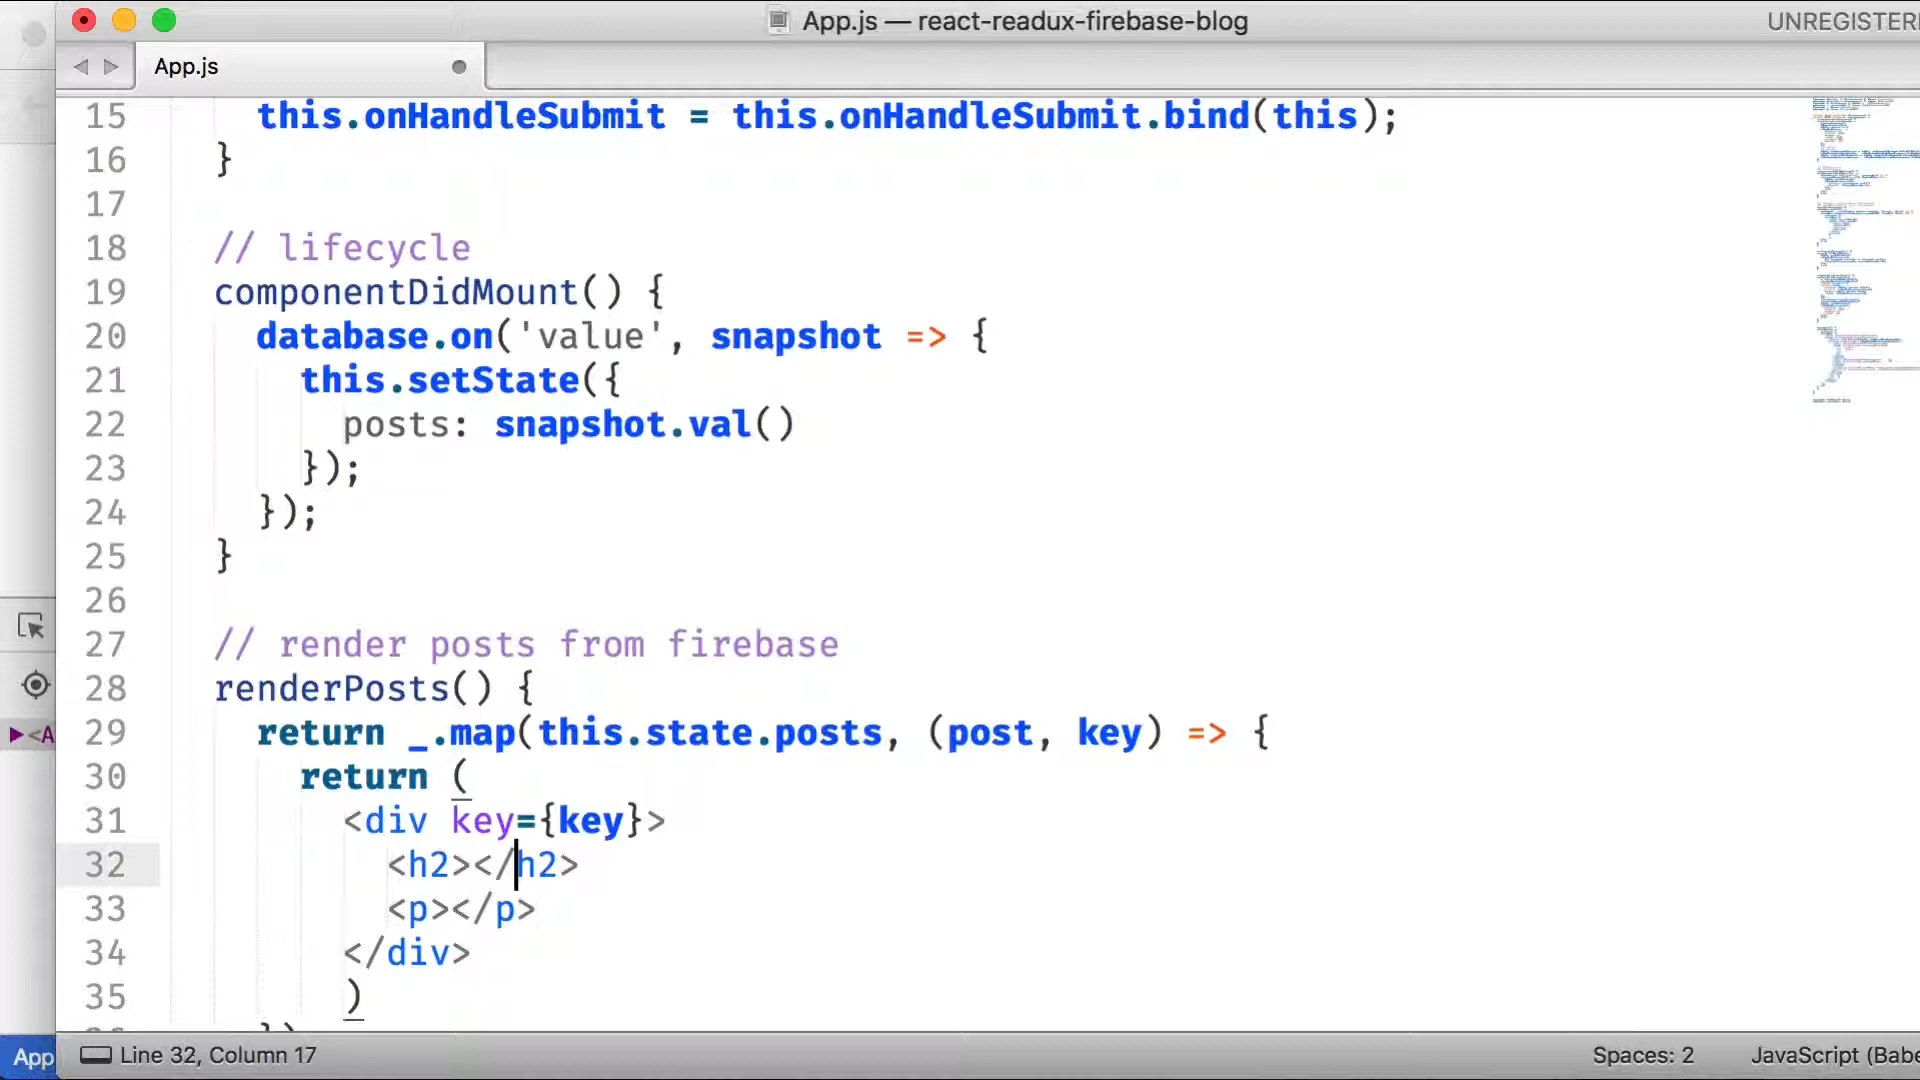 App.js — react-readux-firebase-blog
UNREGISTERE
App.js
15 this.onHandleSubmit = this.onHandleSubmit.bind(this);
16 }
17
18 // lifecycle
19 componentDidMount() {
20 database.on('value', snapshot => {
21 this.setState({
22 posts: snapshot.val()
23 });
24 });
25 }
26
27 // render posts from firebase
28 renderPosts() {
29 return _.map(this.state.posts, (post, key) => {
30 return (
31 <div key={key}>
32 <h2></h2>
33 <p></p>
34 </div>
35 )
<A
App
Line 32, Column 17
Spaces: 2
JavaScript (Babe